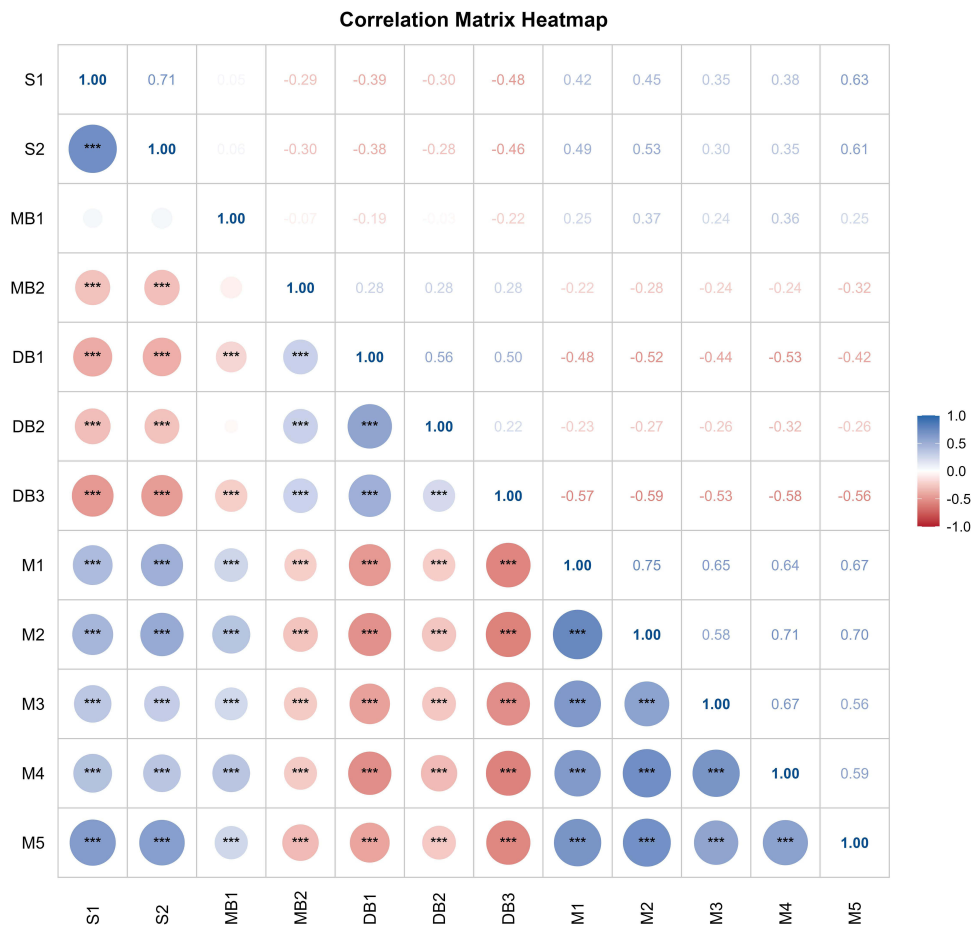 Correlation Matrix Heatmap
S1 1.00 0.71 0.05 -0.29 -0.39 -0.30 -0.48 0.42 0.45 0.35 0.38 0.63
S2 *** 1.00 0.06 -0.30 -0.38 -0.28 -0.46 0.49 0.53 0.30 0.35 0.61
MB1 1.00 -0.07 -0.19 -0.03 -0.22 0.25 0.37 0.24 0.36 0.25
MB2 *** *** 1.00 0.28 0.28 0.28 -0.22 -0.28 -0.24 -0.24 -0.32
DB1 *** *** *** *** 1.00 0.56 0.50 -0.48 -0.52 -0.44 -0.53 -0.42
DB2 *** *** *** *** 1.00 0.22 -0.23 -0.27 -0.26 -0.32 -0.26
DB3 *** *** *** *** *** *** 1.00 -0.57 -0.59 -0.53 -0.58 -0.56
M1 *** *** *** *** *** *** *** 1.00 0.75 0.65 0.64 0.67
M2 *** *** *** *** *** *** *** *** 1.00 0.58 0.71 0.70
M3 *** *** *** *** *** *** *** *** *** 1.00 0.67 0.56
M4 *** *** *** *** *** *** *** *** *** *** 1.00 0.59
M5 *** *** *** *** *** *** *** *** *** *** *** 1.00
S1 S2 MB1 MB2 DB1 DB2 DB3 M1 M2 M3 M4 M5
1.0
0.5
0.0
-0.5
-1.0